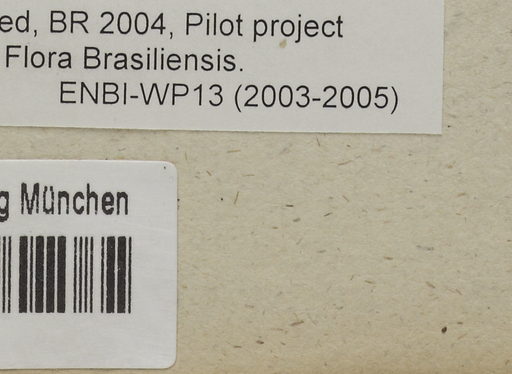 ed, BR 2004, Pilot project
Flora Brasiliensis.
ENBI-WP13 (2003-2005)
g München